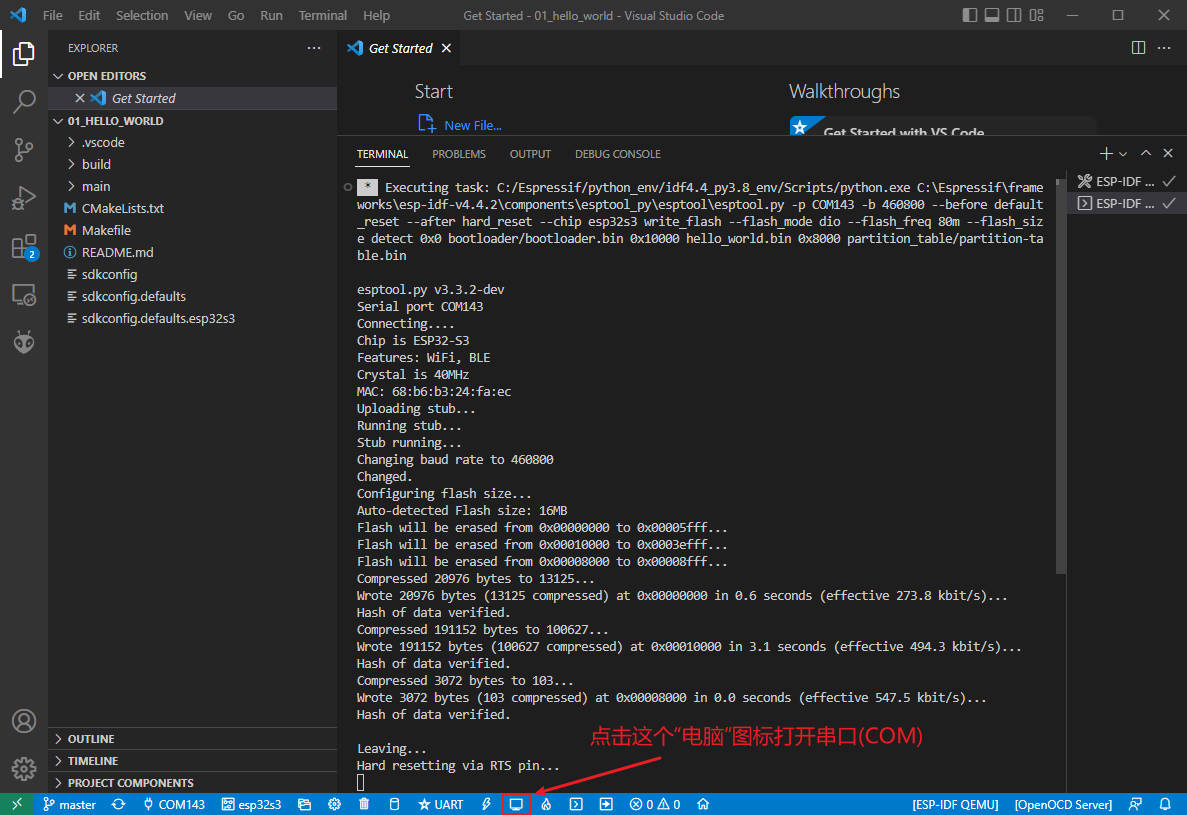 File Edit Selection View Go Run Terminal Help
Get Started - 01_hello_world - Visual Studio Code
EXPLORER
OPEN EDITORS
Get Started
01_HELLO_WORLD
.vscode
build
main
CMakeLists.txt
Makefile
README.md
sdkconfig
sdkconfig.defaults
sdkconfig.defaults.esp32s3
OUTLINE
TIMELINE
PROJECT COMPONENTS
2
Get Started
Start
New File...
Walkthroughs
Get Started with VS Code
TERMINAL PROBLEMS OUTPUT DEBUG CONSOLE
ESP-IDF ...
ESP-IDF ...
* Executing task: C:/Espressif/python_env/idf4.4_py3.8_env/Scripts/python.exe C:\Espressif\frame
works\esp-idf-v4.4.2\components\esptool_py\esptool\esptool.py -p COM143 -b 460800 --before default
_reset --after hard_reset --chip esp32s3 write_flash --flash_mode dio --flash_freq 80m --flash_siz
e detect 0x0 bootloader/bootloader.bin 0x10000 hello_world.bin 0x8000 partition_table/partition-ta
ble.bin
esptool.py v3.3.2-dev
Serial port COM143
Connecting....
Chip is ESP32-S3
Features: WiFi, BLE
Crystal is 40MHz
MAC: 68:b6:b3:24:fa:ec
Uploading stub...
Running stub...
Stub running...
Changing baud rate to 460800
Changed.
Configuring flash size...
Auto-detected Flash size: 16MB
Flash will be erased from 0x00000000 to 0x00005fff...
Flash will be erased from 0x00010000 to 0x0003efff...
Flash will be erased from 0x00008000 to 0x00008fff...
Compressed 20976 bytes to 13125...
Wrote 20976 bytes (13125 compressed) at 0x00000000 in 0.6 seconds (effective 273.8 kbit/s)...
Hash of data verified.
Compressed 191152 bytes to 100627...
Wrote 191152 bytes (100627 compressed) at 0x00010000 in 3.1 seconds (effective 494.3 kbit/s)...
Hash of data verified.
Compressed 3072 bytes to 103...
Wrote 3072 bytes (103 compressed) at 0x00008000 in 0.0 seconds (effective 547.5 kbit/s)...
Hash of data verified.
点击这个“电脑”图标打开串口(COM)
Leaving...
Hard resetting via RTS pin...
master COM143 esp32s3 UART 0 0 [ESP-IDF QEMU] [OpenOCD Server]